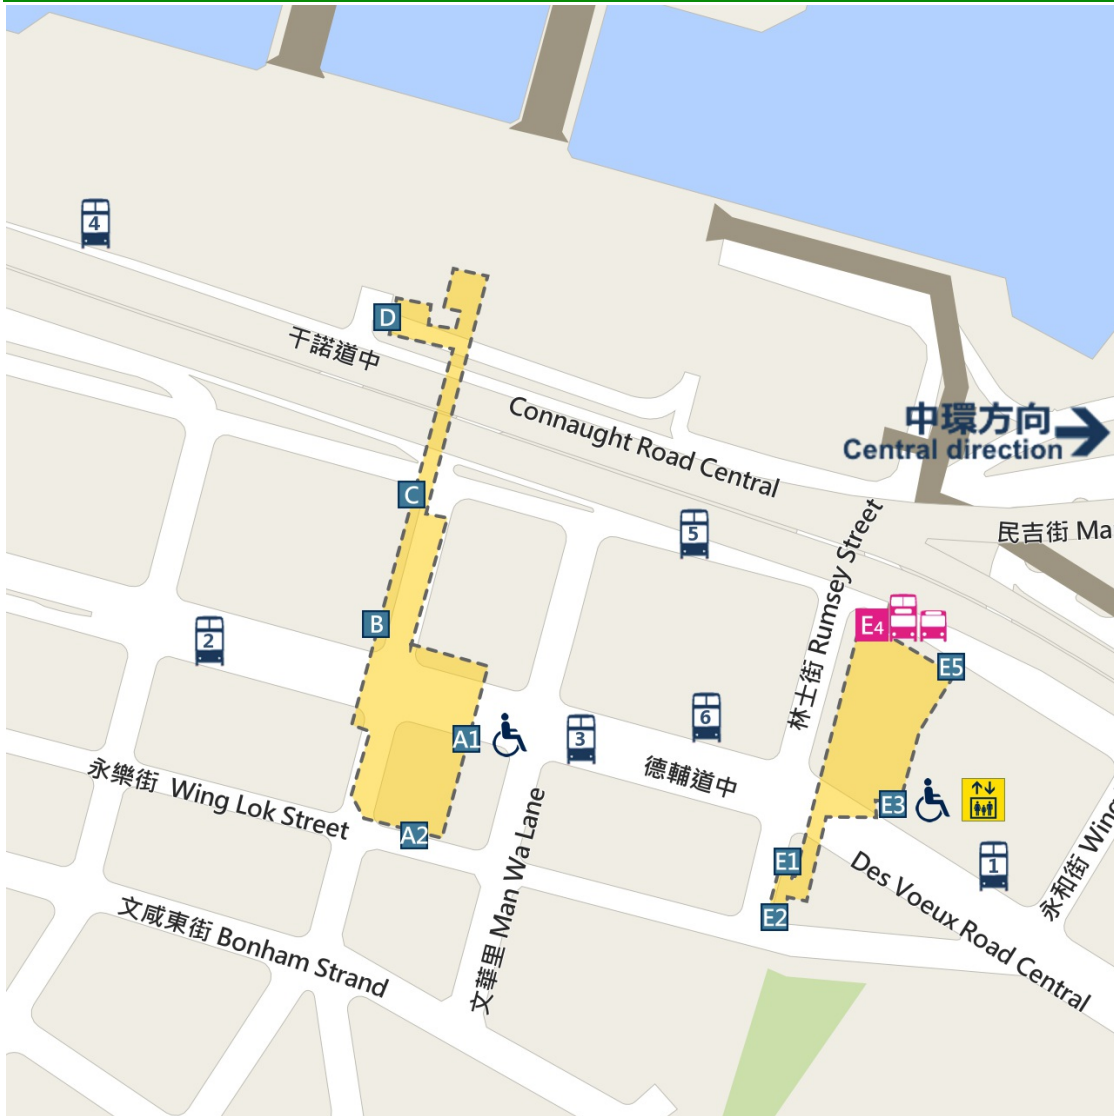 4
D
干諾道中
Connaught Road Central
中環方向
Central direction
C
5
林士街 Rumsey Street
民吉街 Ma
B
2
E4
E5
A1
3
6
德輔道中
永樂街 Wing Lok Street
A2
文華里 Man Wa Lane
E3
E1
E2
1
Des Voeux Road Central
永和街 Wing
文咸東街 Bonham Strand